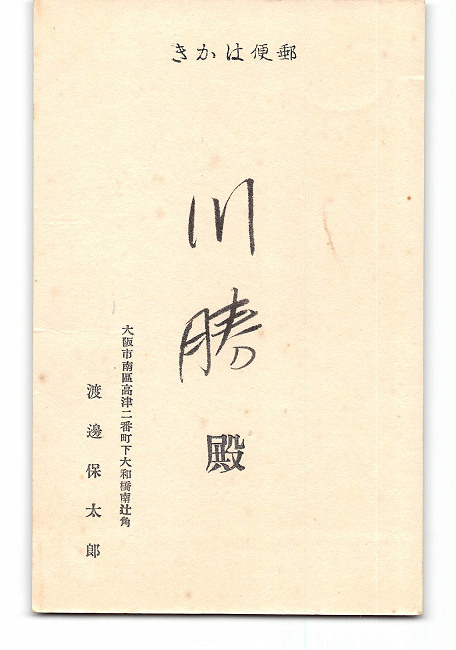 郵便はかき
川勝殿
大阪市南區高津二番町下大和橋南辻角
渡邊保太郎